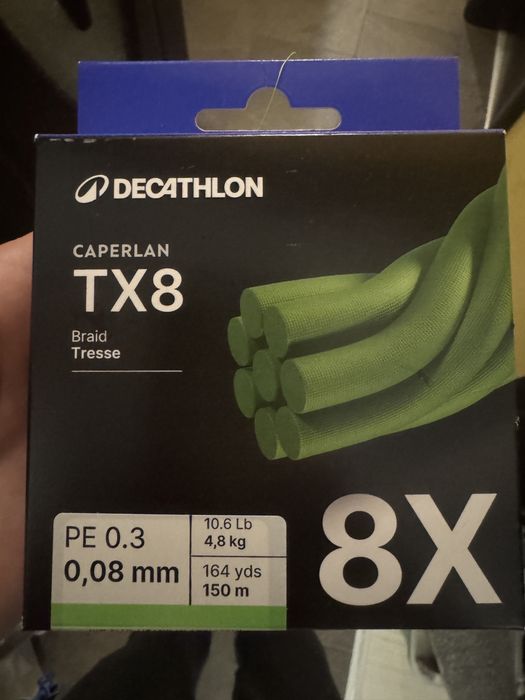 DECATHLON
CAPERLAN
TX8
Braid
Tresse
PE 0.3
0,08 mm
10.6 Lb
4,8 kg
164 yds
150 m
8X